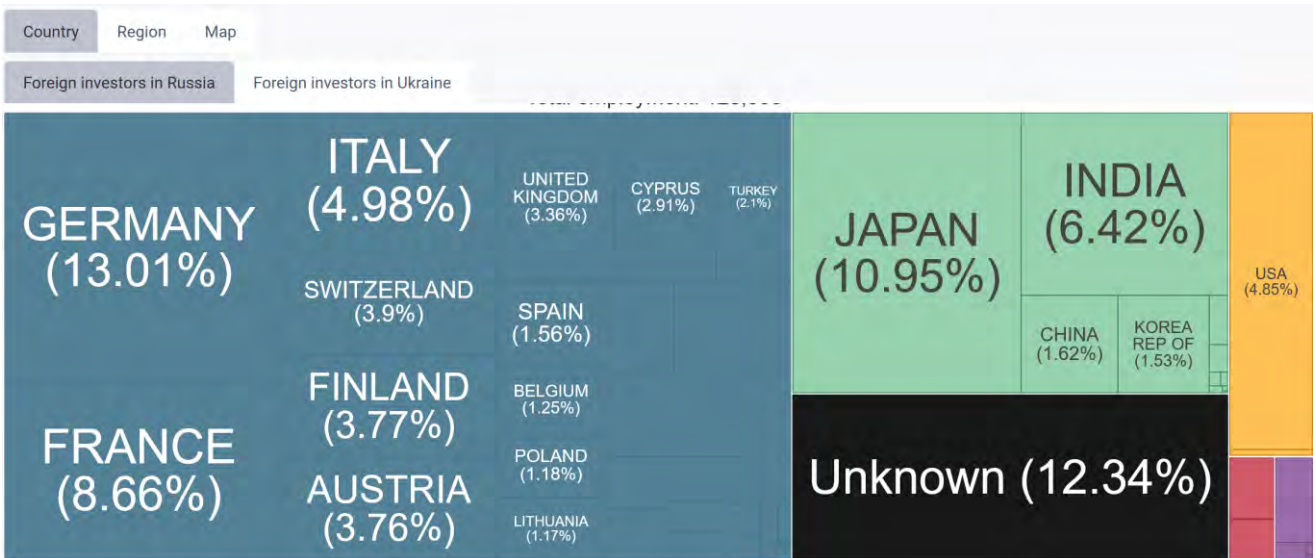 Country Region Map
Foreign investors in Russia Foreign investors in Ukraine
GERMANY
(13.01%)
FRANCE
(8.66%)
ITALY
(4.98%)
SWITZERLAND
(3.9%)
FINLAND
(3.77%)
AUSTRIA
(3.76%)
UNITED
KINGDOM
(3.36%)
CYPRUS
(2.91%)
TURKEY
(2.1%)
SPAIN
(1.56%)
BELGIUM
(1.25%)
POLAND
(1.18%)
LITHUANIA
(1.17%)
JAPAN
(10.95%)
INDIA
(6.42%)
CHINA
(1.62%)
KOREA
REP OF
(1.53%)
Unknown (12.34%)
USA
(4.85%)